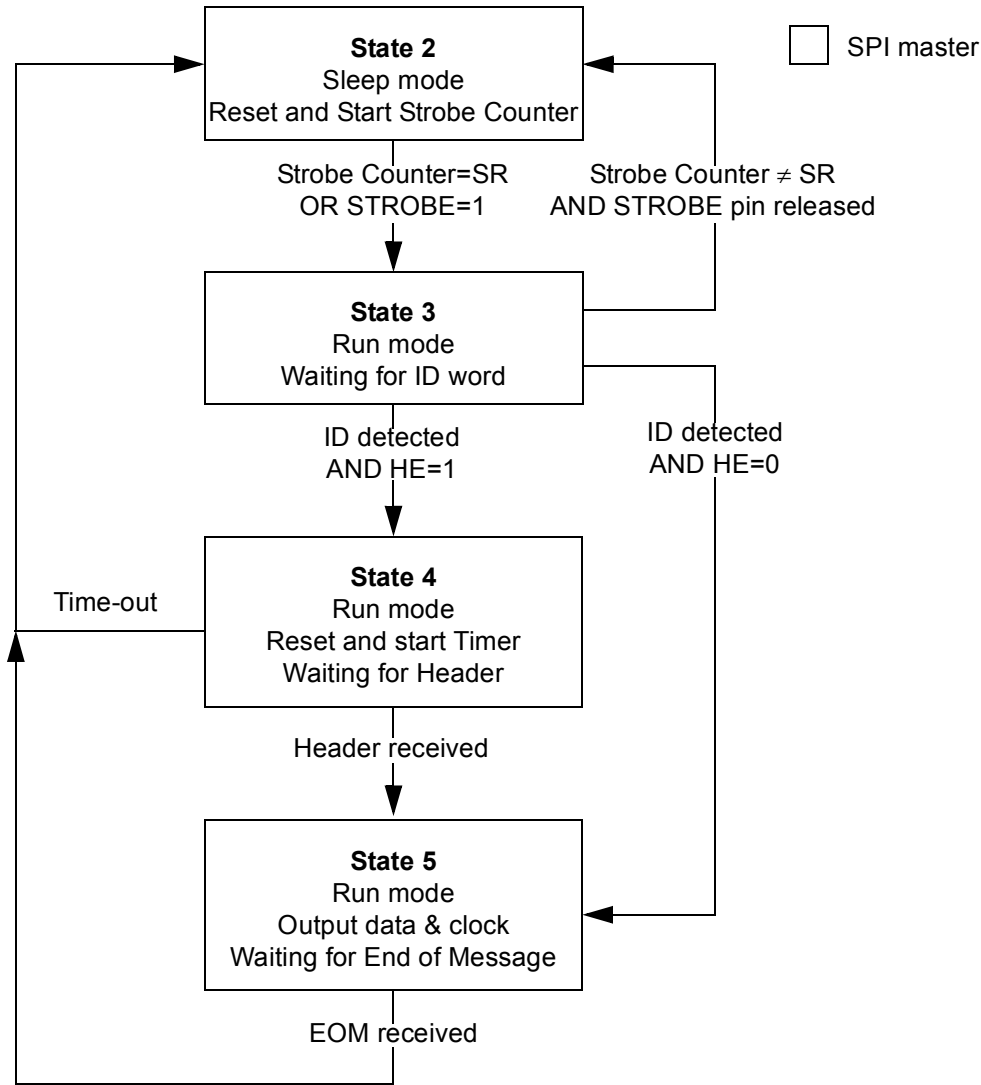 State 2
Sleep mode
Reset and Start Strobe Counter
SPI master
Strobe Counter=SR
OR STROBE=1
Strobe Counter ≠ SR
AND STROBE pin released
State 3
Run mode
Waiting for ID word
ID detected
AND HE=1
ID detected
AND HE=0
State 4
Run mode
Reset and start Timer
Waiting for Header
Time-out
Header received
State 5
Run mode
Output data & clock
Waiting for End of Message
EOM received